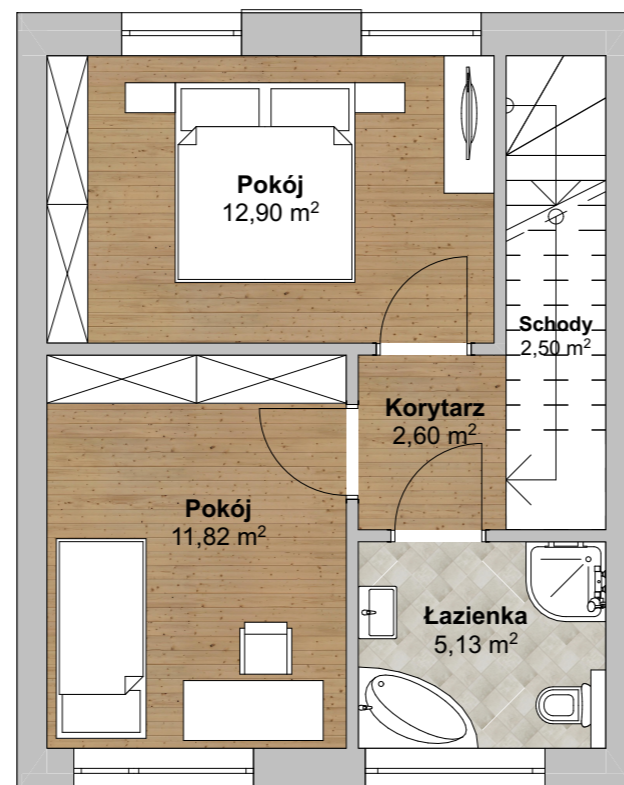 Pokój
12,90 m²
Schody
2,50 m²
Korytarz
2,60 m²
Pokój
11,82 m²
Łazienka
5,13 m²